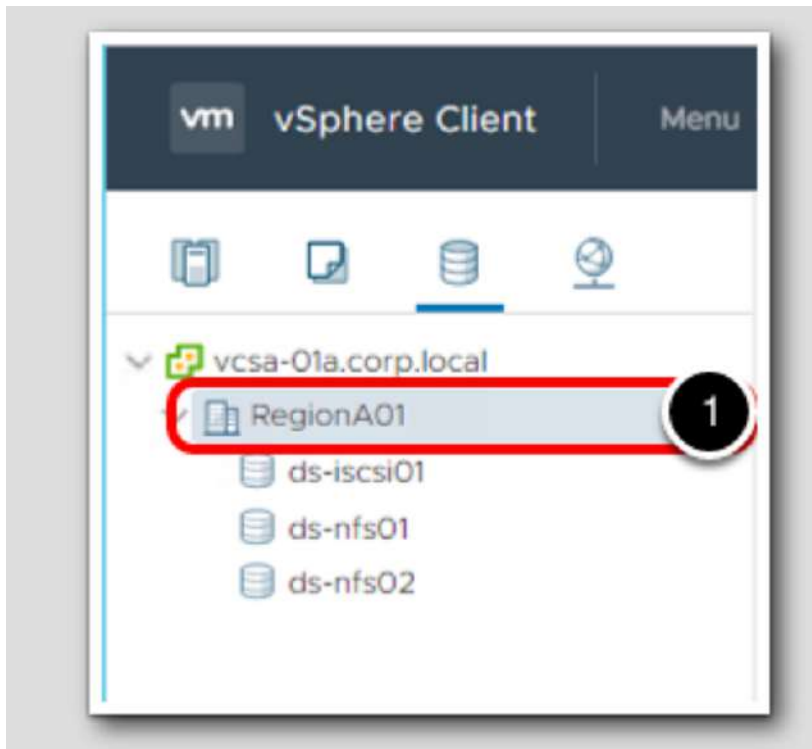 vm vSphere Client Menu
vcsa-01a.corp.local
RegionA01 1
ds-iscsi01
ds-nfs01
ds-nfs02